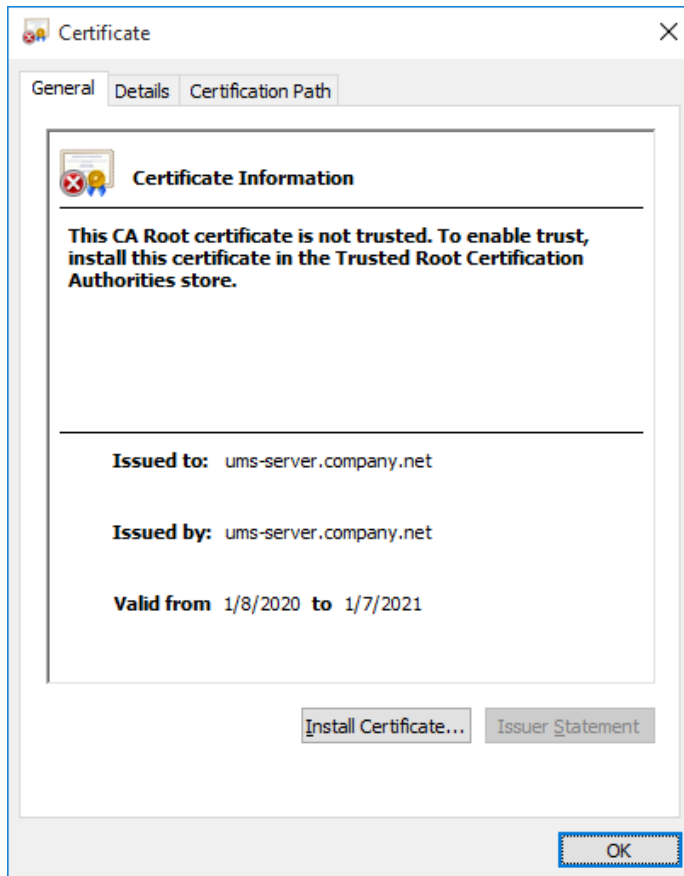 Certificate
General Details Certification Path
Certificate Information
This CA Root certificate is not trusted. To enable trust,
install this certificate in the Trusted Root Certification
Authorities store.
Issued to: ums-server.company.net
Issued by: ums-server.company.net
Valid from 1/8/2020 to 1/7/2021
Install Certificate... Issuer Statement
OK